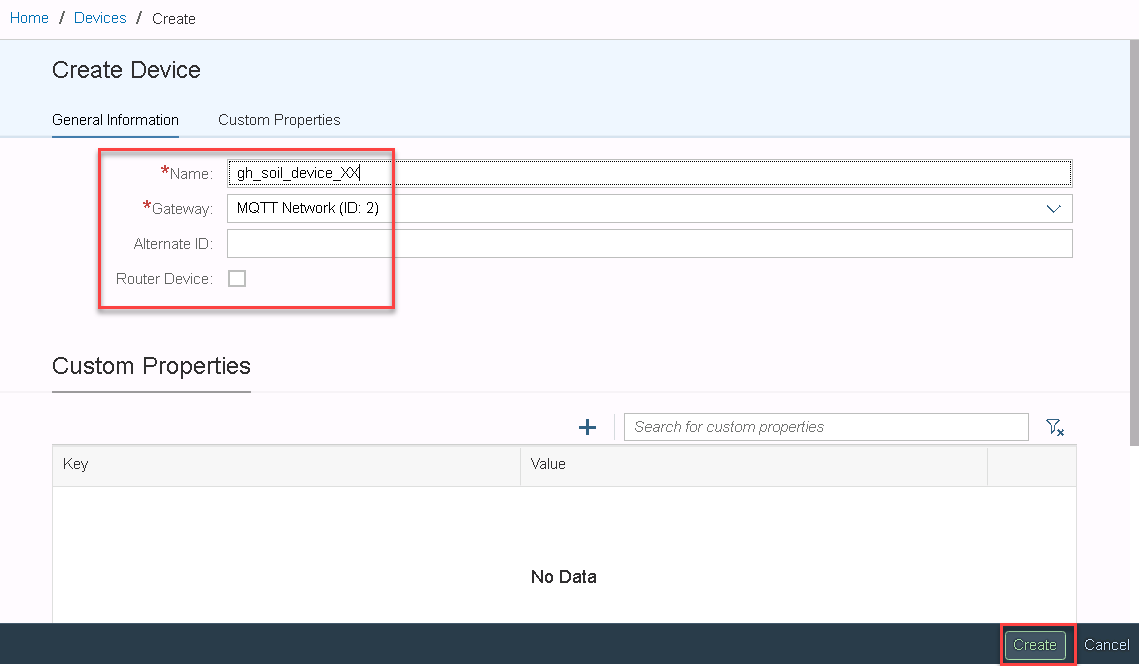 Home / Devices / Create
Create Device
General Information Custom Properties
*Name: gh_soil_device_XX
*Gateway: MQTT Network (ID: 2)
Alternate ID:
Router Device:
Custom Properties
Search for custom properties
Key Value
No Data
Create Cancel